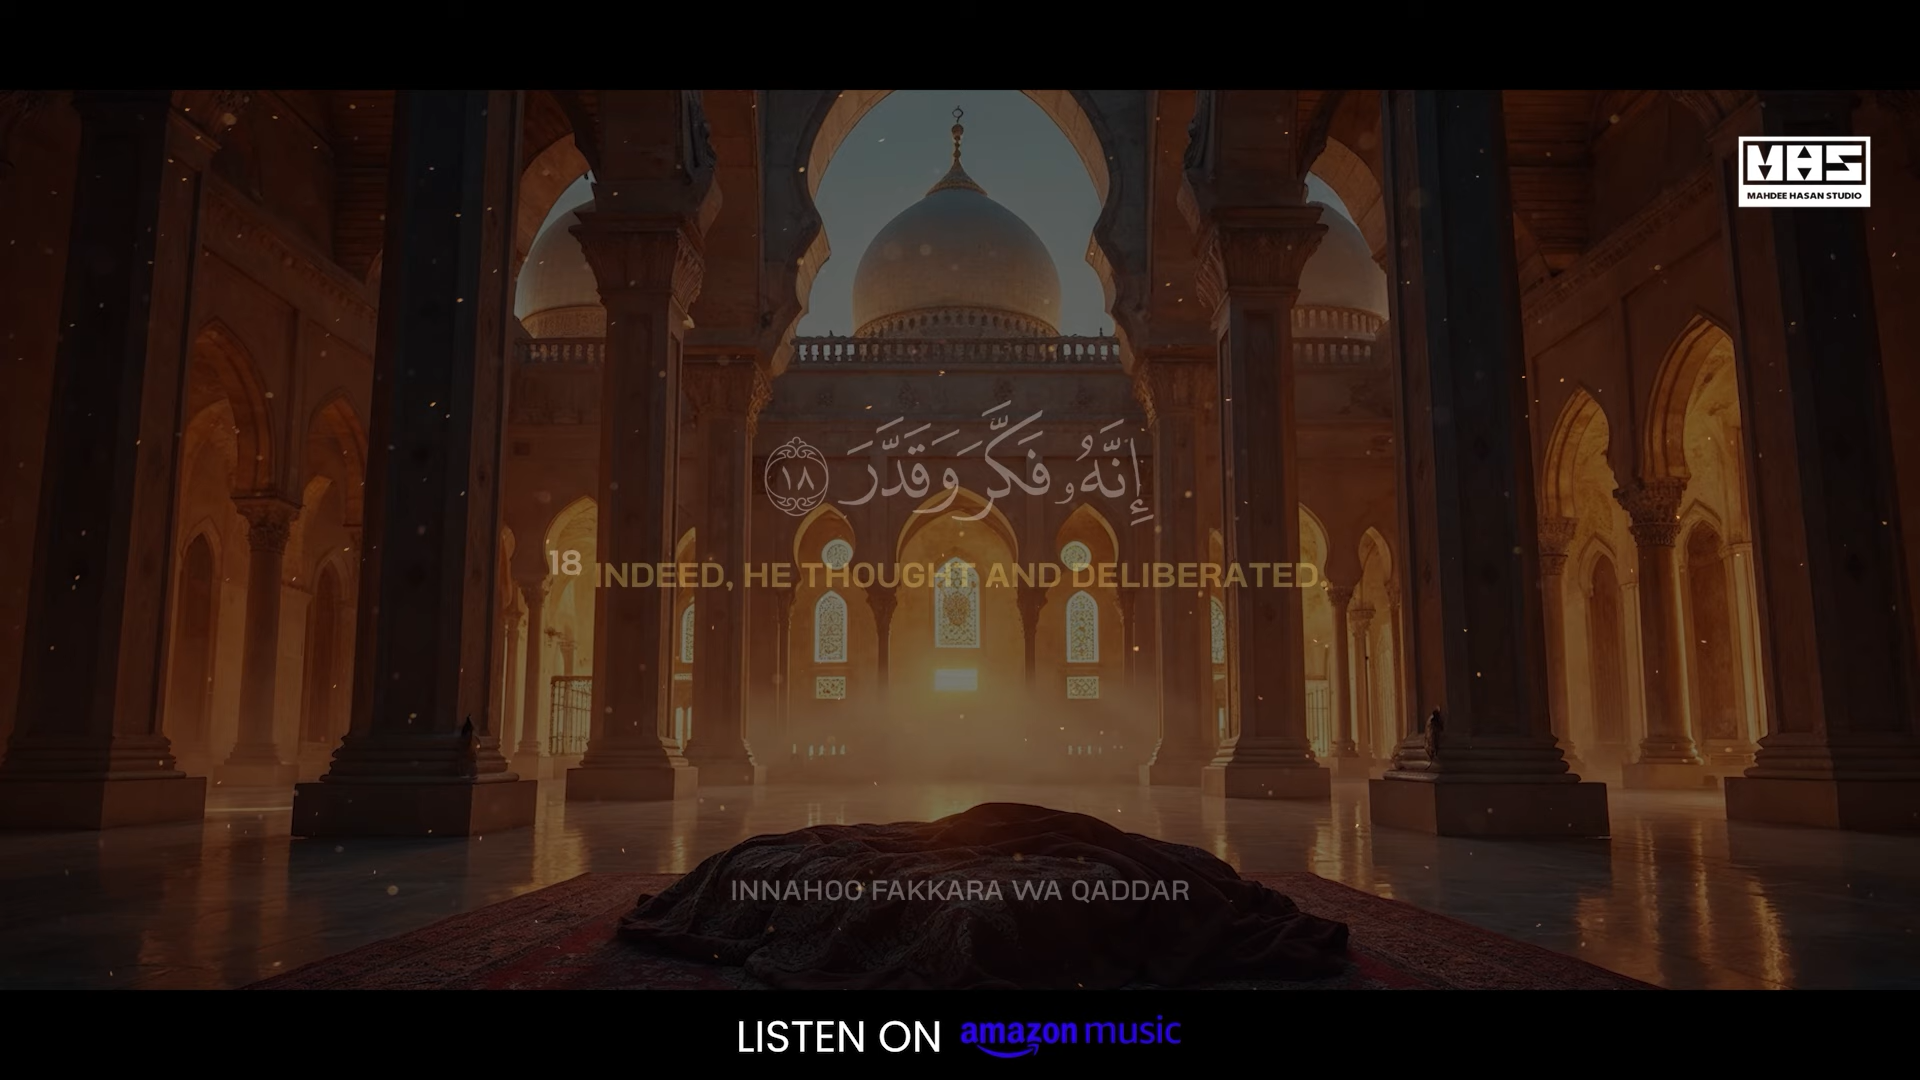 MHS
MAHDEE HASAN STUDIO
إِنَّهُۥ فَكَّرَ وَقَدَّرَ ١٨
18 INDEED, HE THOUGHT AND DELIBERATED.
INNAHOO FAKKARA WA QADDAR
LISTEN ON amazon music